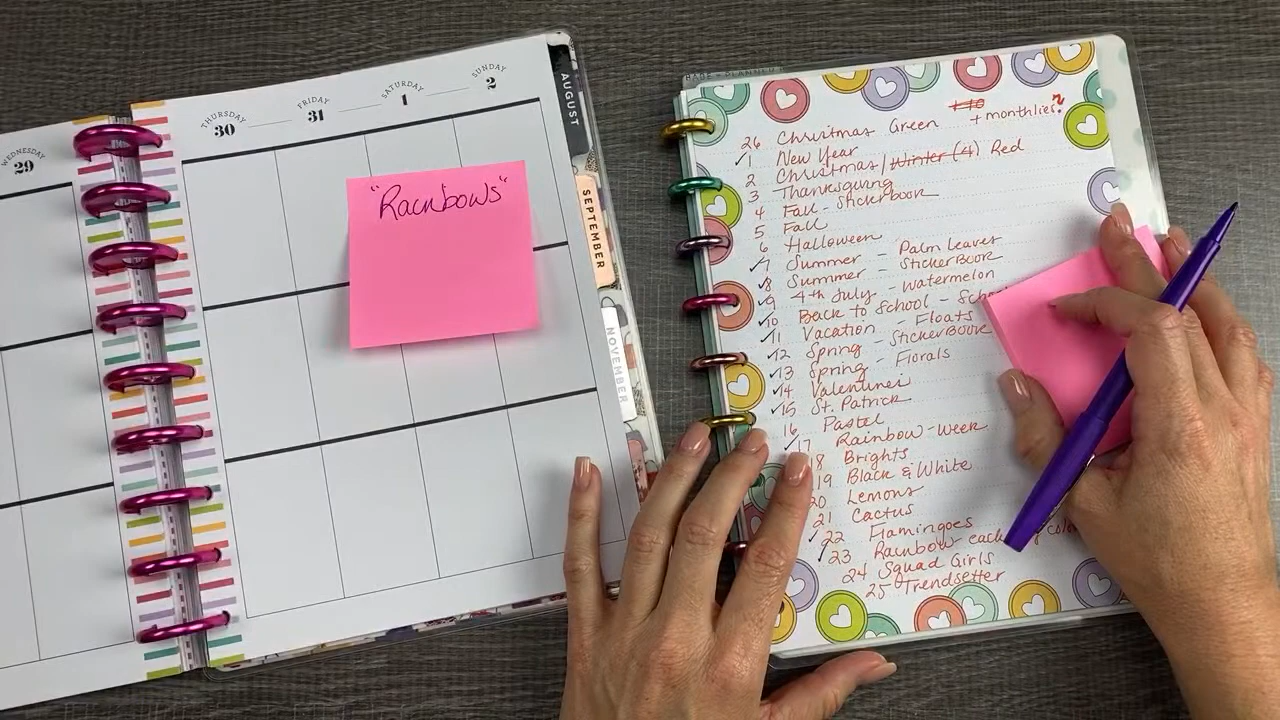 WEDNESDAY
29
THURSDAY
30
FRIDAY
31
SATURDAY
1
SUNDAY
2
AUGUST
SEPTEMBER
NOVEMBER
"Rainbows"
+ monthlies?
26 Christmas Green
✓1 New Year
2 Christmas/Winter (4) Red
3 Thanksgiving
4 Fall - Stickerbook
5 Fall
6 Halloween
✓7 Summer - Palm leaves
✓8 Summer - StickerBook
✓9 4th July - watermelon
✓10 Back to School - Sch
✓11 Vacation - Floats
✓12 Spring - StickerBook
✓13 Spring - Florals
✓14 Valentines
✓15 St. Patrick
16 Pastel
✓17 Rainbow - week
18 Brights
19 Black & White
20 Lemons
21 Cactus
✓22 Flamingoes
✓23 Rainbow each
24 Squad Girls
25 Trendsetter